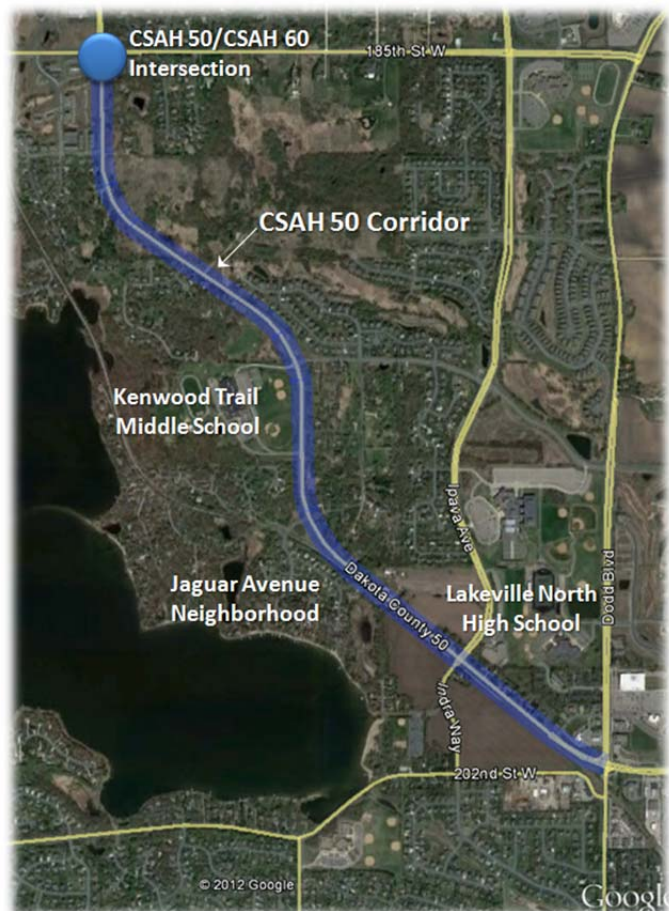 CSAH 50/CSAH 60
Intersection
185th St W
CSAH 50 Corridor
Kenwood Trail
Middle School
Ipava Ave
Dodd Blvd
Jaguar Avenue
Neighborhood
Dakota County 50
Lakeville North
High School
Indra Way
202nd St W
© 2012 Google
Google